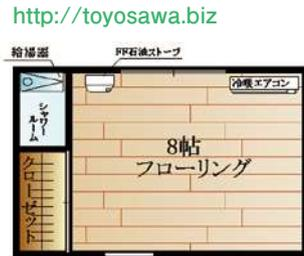 http://toyosawa.biz
給湯器
FF石油ストーブ
冷暖エアコン
シャワー
ルーム
8帖
フローリング
クローゼット